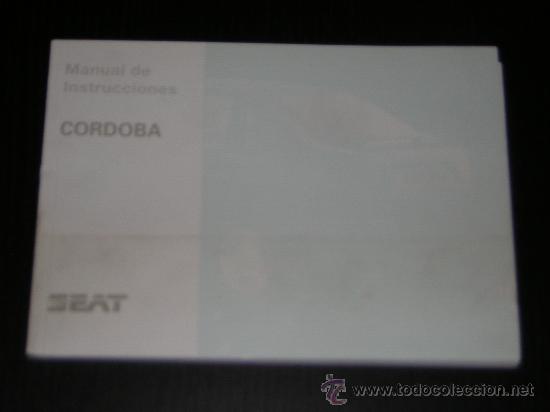 Manual de
Instrucciones
CORDOBA
SEAT
www.todocoleccion.net